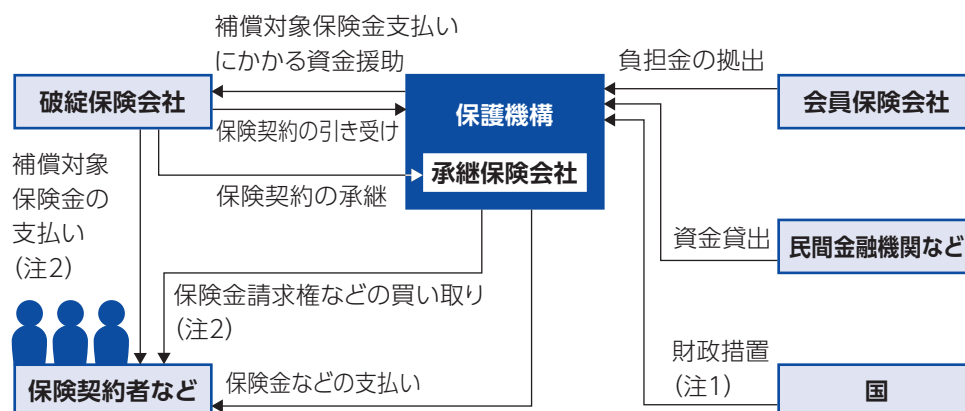 補償対象保険金支払い
にかかる資金援助
負担金の拠出
破綻保険会社
保護機構
会員保険会社
保険契約の引き受け
補償対象
保険金の
支払い
(注2)
承継保険会社
保険契約の承継
資金貸出
民間金融機関など
保険金請求権などの買い取り
(注2)
財政措置
(注1)
保険契約者など
保険金などの支払い
国